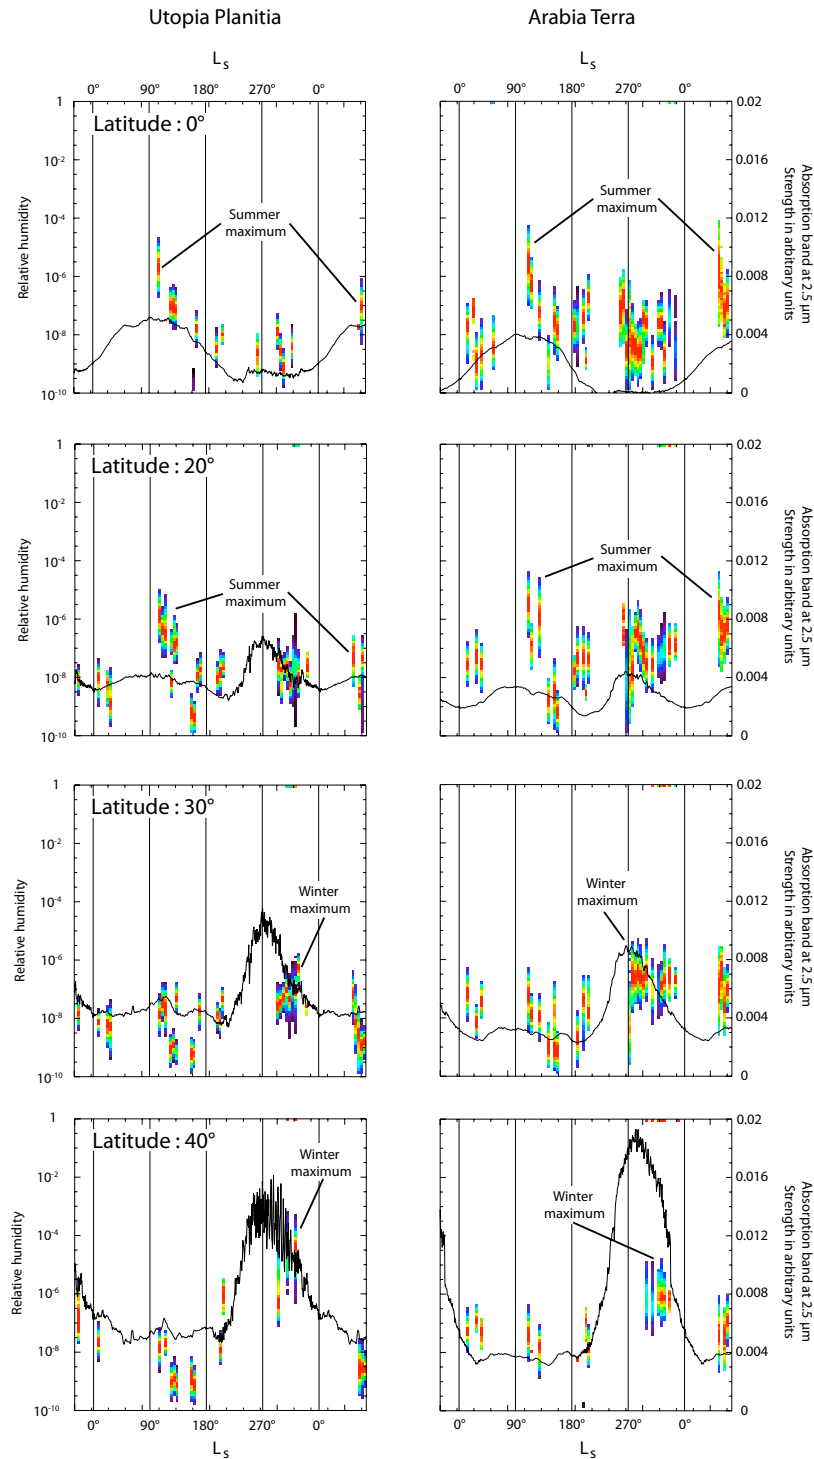 Utopia Planitia
Arabia Terra
Ls
Ls
0°
90°
180°
270°
0°
0°
90°
180°
270°
0°
Latitude : 0°
1
10-2
10-4
10-6
10-8
10-10
Relative humidity
Summer
maximum
Summer
maximum
0.02
0.016
0.012
0.008
0.004
0
Absorption band at 2.5 μm
Strength in arbitrary units
Latitude : 20°
1
10-2
10-4
10-6
10-8
10-10
Relative humidity
Summer
maximum
Summer
maximum
0.02
0.016
0.012
0.008
0.004
0
Absorption band at 2.5 μm
Strength in arbitrary units
Latitude : 30°
1
10-2
10-4
10-6
10-8
10-10
Relative humidity
Winter
maximum
Winter
maximum
0.02
0.016
0.012
0.008
0.004
0
Absorption band at 2.5 μm
Strength in arbitrary units
Latitude : 40°
1
10-2
10-4
10-6
10-8
10-10
Relative humidity
Winter
maximum
Winter
maximum
0.02
0.016
0.012
0.008
0.004
0
Absorption band at 2.5 μm
Strength in arbitrary units
0°
90°
180°
270°
0°
0°
90°
180°
270°
0°
Ls
Ls